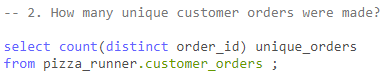 -- 2. How many unique customer orders were made?
select count(distinct order_id) unique_orders
from pizza_runner.customer_orders ;